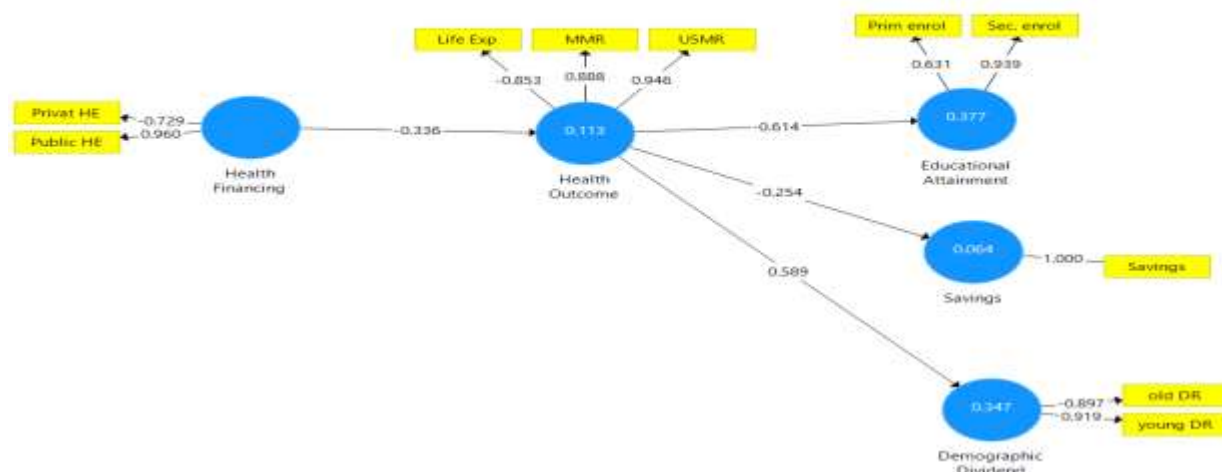 Life Exp
MMR
USMR
Prim enrol
Sec. enrol
-0.853
0.888
0.946
0.631
0.939
Privat HE
Public HE
-0.729
0.960
-0.336
0.113
-0.614
0.377
Health
Financing
Health
Outcome
Educational
Attainment
-0.254
0.064
1.000
Savings
Savings
0.589
0.347
-0.897
0.919
old DR
young DR
Demographic
Dividend